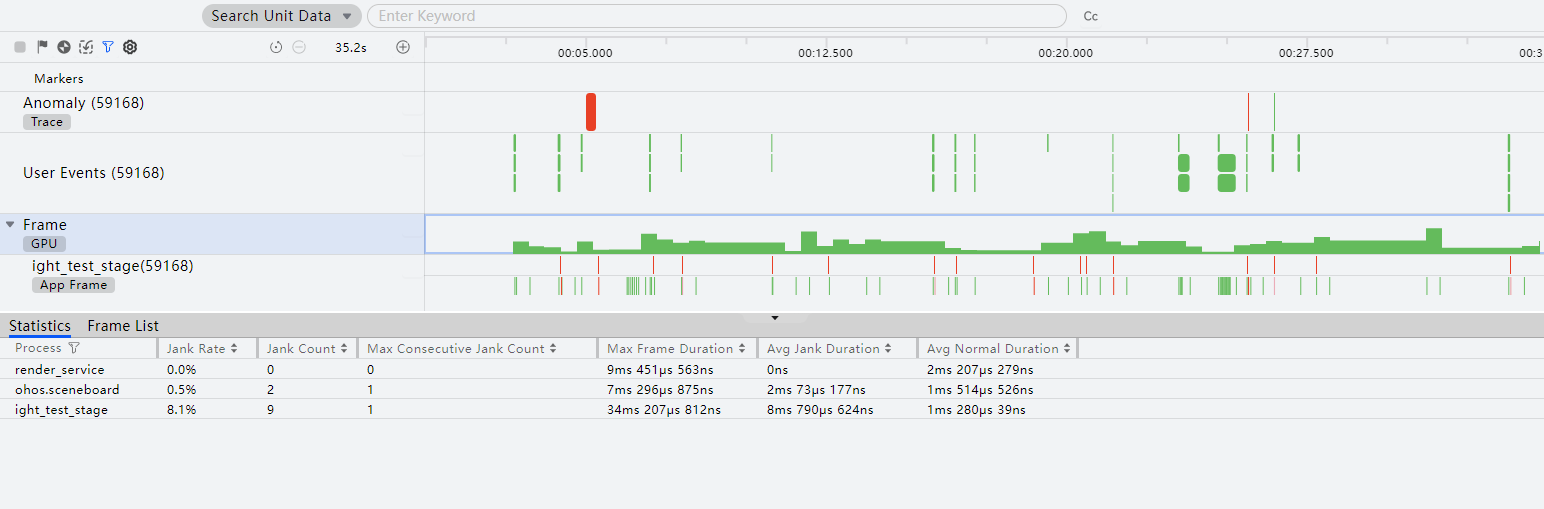 Search Unit Data Enter Keyword Cc
35.2s 00:05.000 00:12.500 00:20.000 00:27.500 00:3
Markers
Anomaly (59168)
Trace
User Events (59168)
Frame
GPU
ight_test_stage(59168)
App Frame
Statistics Frame List
Process Jank Rate Jank Count Max Consecutive Jank Count Max Frame Duration Avg Jank Duration Avg Normal Duration
render_service 0.0% 0 0 9ms 451μs 563ns 0ns 2ms 207μs 279ns
ohos.sceneboard 0.5% 2 1 7ms 296μs 875ns 2ms 73μs 177ns 1ms 514μs 526ns
ight_test_stage 8.1% 9 1 34ms 207μs 812ns 8ms 790μs 624ns 1ms 280μs 39ns